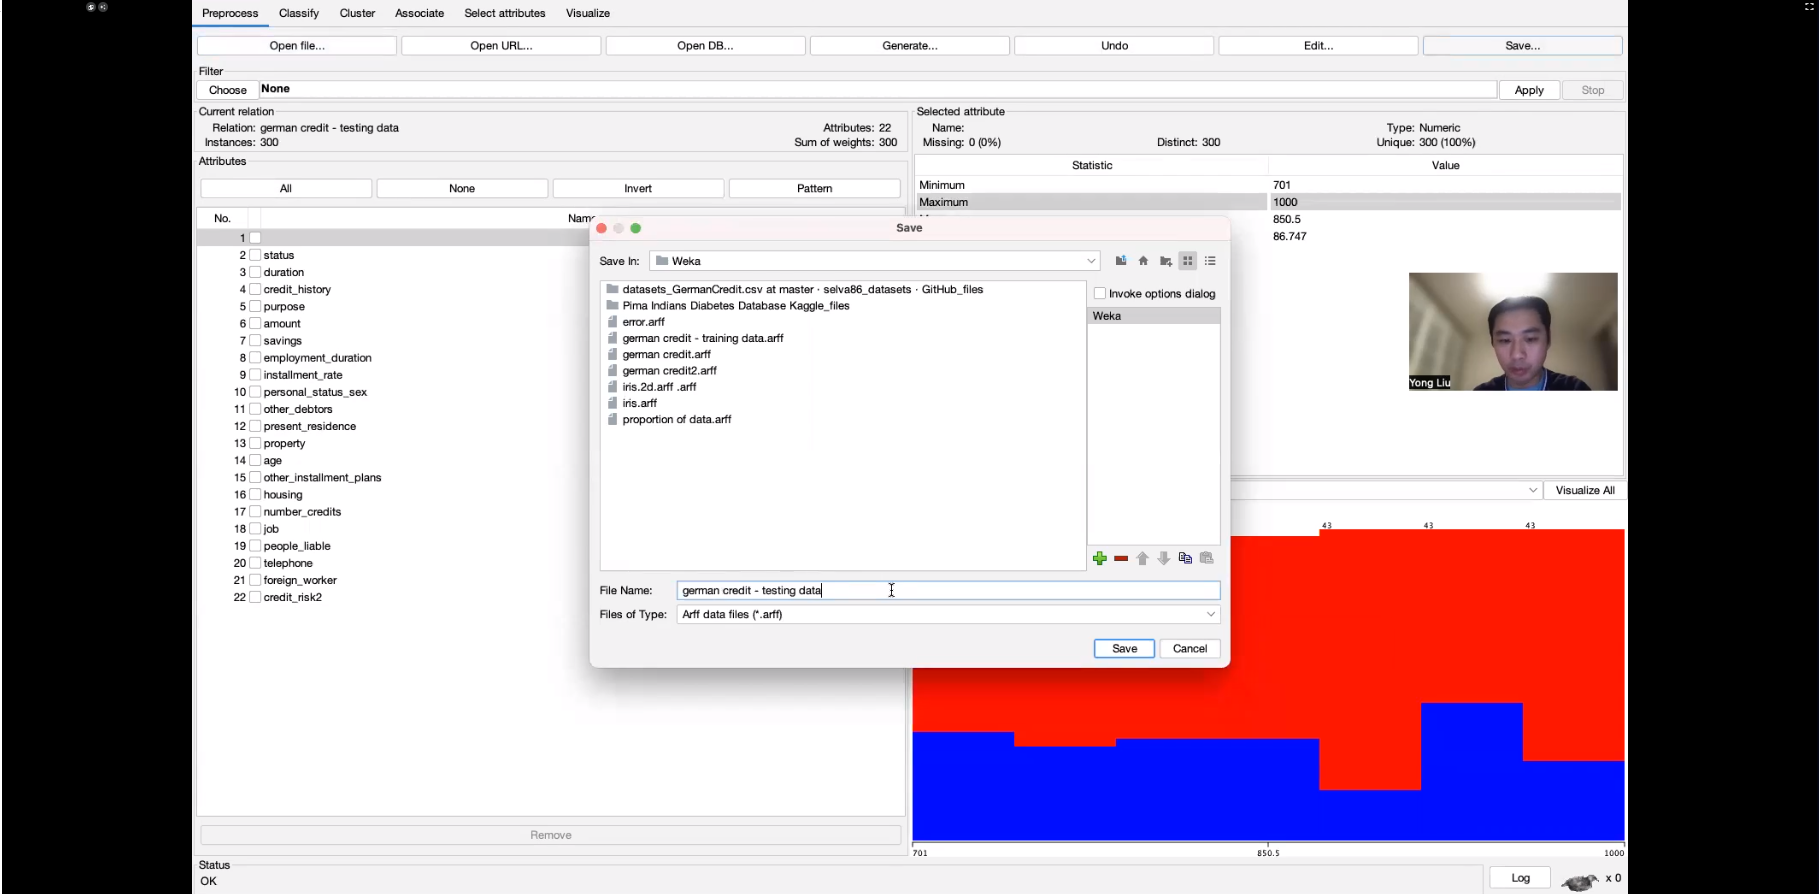 Preprocess Classify Cluster Associate Select attributes Visualize
Open file... Open URL... Open DB... Generate... Undo Edit... Save...
Filter
Choose None Apply Stop
Current relation
Relation: german credit - testing data Attributes: 22
Instances: 300 Sum of weights: 300
Attributes
All None Invert Pattern
No. Name
1
2 status
3 duration
4 credit_history
5 purpose
6 amount
7 savings
8 employment_duration
9 installment_rate
10 personal_status_sex
11 other_debtors
12 present_residence
13 property
14 age
15 other_installment_plans
16 housing
17 number_credits
18 job
19 people_liable
20 telephone
21 foreign_worker
22 credit_risk2
Remove
Status
OK
Selected attribute
Name: Type: Numeric
Missing: 0 (0%) Distinct: 300 Unique: 300 (100%)
Statistic Value
Minimum 701
Maximum 1000
850.5
86.747
Yong Liu
Visualize All
43 43 43
701 850.5 1000
Log x 0
Save
Save In: Weka
datasets_GermanCredit.csv at master · selva86_datasets · GitHub_files
Pima Indians Diabetes Database Kaggle_files
error.arff
german credit - training data.arff
german credit.arff
german credit2.arff
iris.2d.arff .arff
iris.arff
proportion of data.arff
Invoke options dialog
Weka
File Name: german credit - testing data
Files of Type: Arff data files (*.arff)
Save Cancel